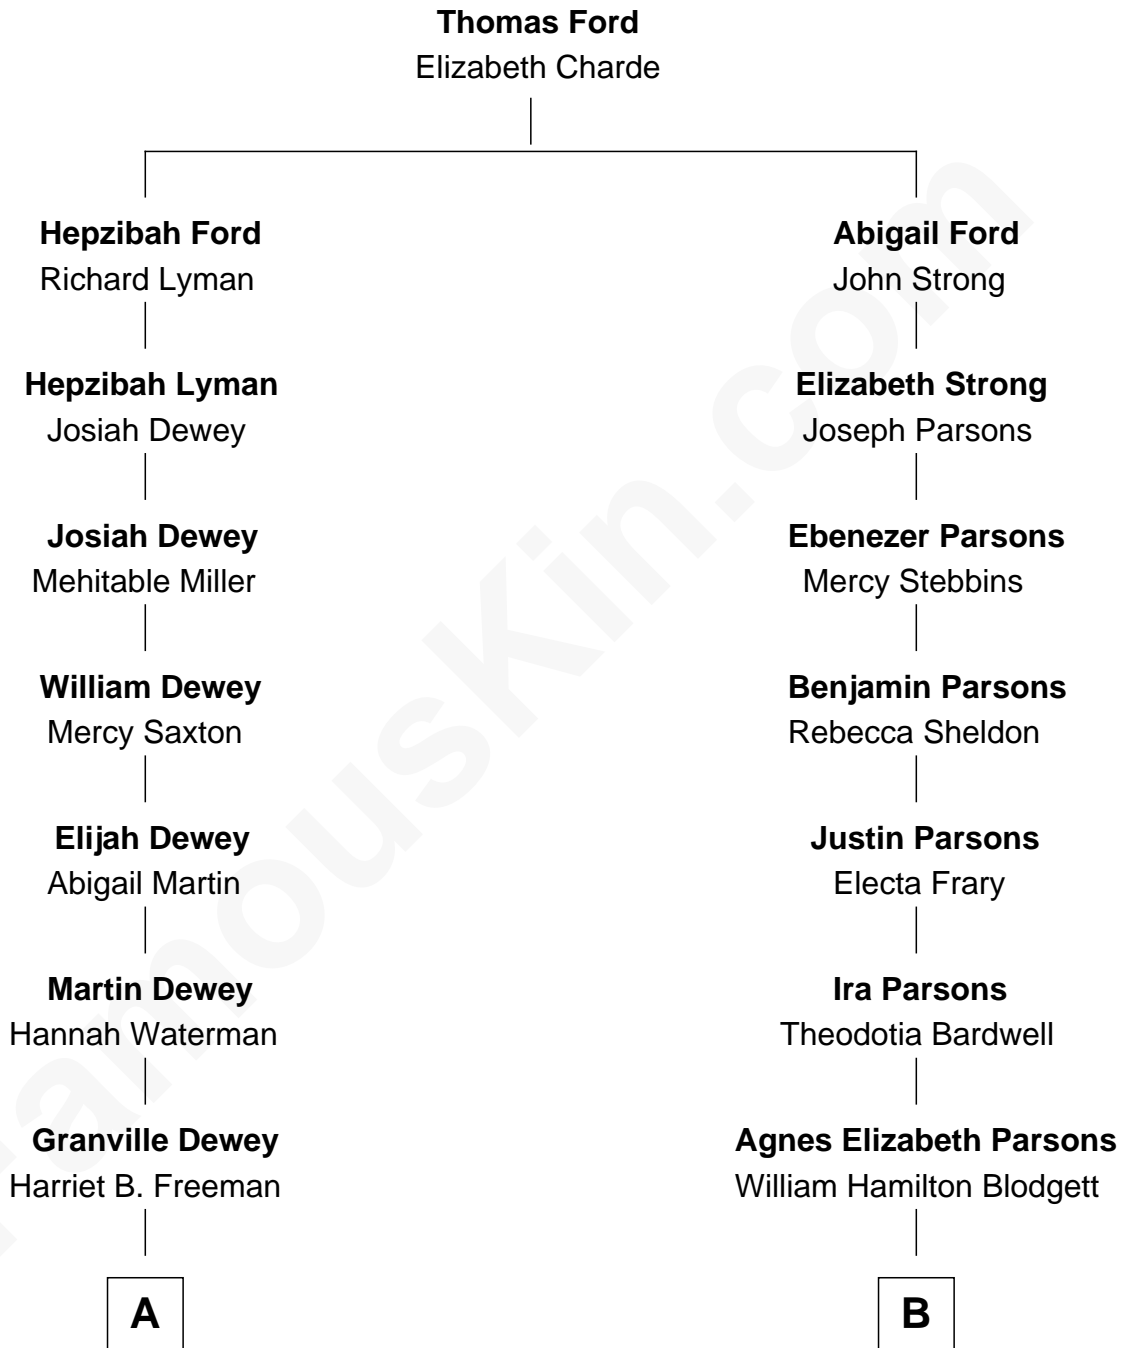 Thomas Ford
Elizabeth Charde
Hepzibah Ford
Richard Lyman
Abigail Ford
John Strong
Hepzibah Lyman
Josiah Dewey
Elizabeth Strong
Joseph Parsons
Josiah Dewey
Mehitable Miller
Ebenezer Parsons
Mercy Stebbins
William Dewey
Mercy Saxton
Benjamin Parsons
Rebecca Sheldon
Elijah Dewey
Abigail Martin
Justin Parsons
Electa Frary
Martin Dewey
Hannah Waterman
Ira Parsons
Theodotia Bardwell
Granville Dewey
Harriet B. Freeman
Agnes Elizabeth Parsons
William Hamilton Blodgett
A
B
FamousKin.com